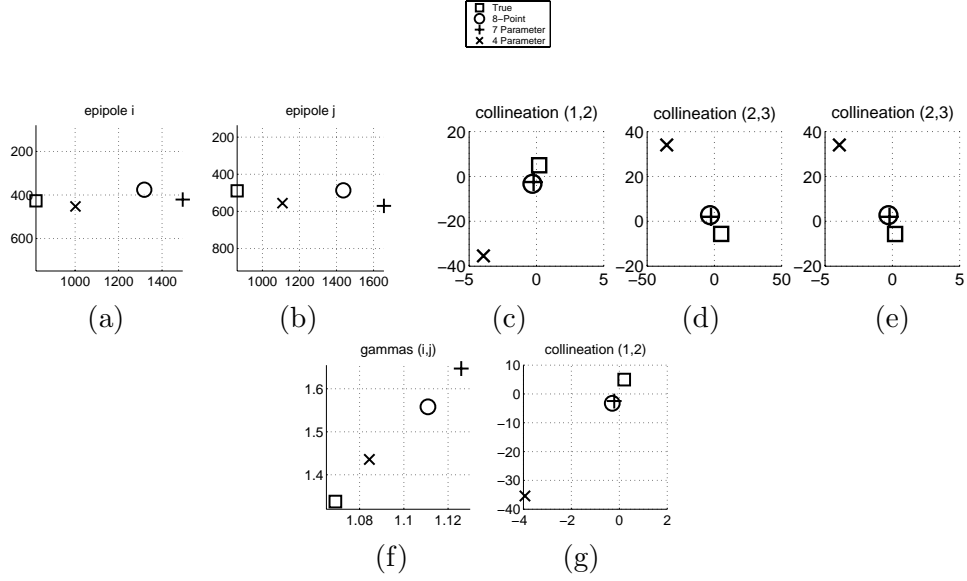 True
8-Point
7 Parameter
4 Parameter
epipole i
200
400
600
1000 1200 1400
(a)
epipole j
200
400
600
800
1000 1200 1400 1600
(b)
collineation (1,2)
20
0
−20
−40
−5 0 5
(c)
collineation (2,3)
40
20
0
−20
−50 0 50
(d)
collineation (2,3)
40
20
0
−20
−5 0 5
(e)
gammas (i,j)
1.6
1.5
1.4
1.08 1.1 1.12
(f)
collineation (1,2)
10
0
−10
−20
−30
−40
−4 −2 0 2
(g)